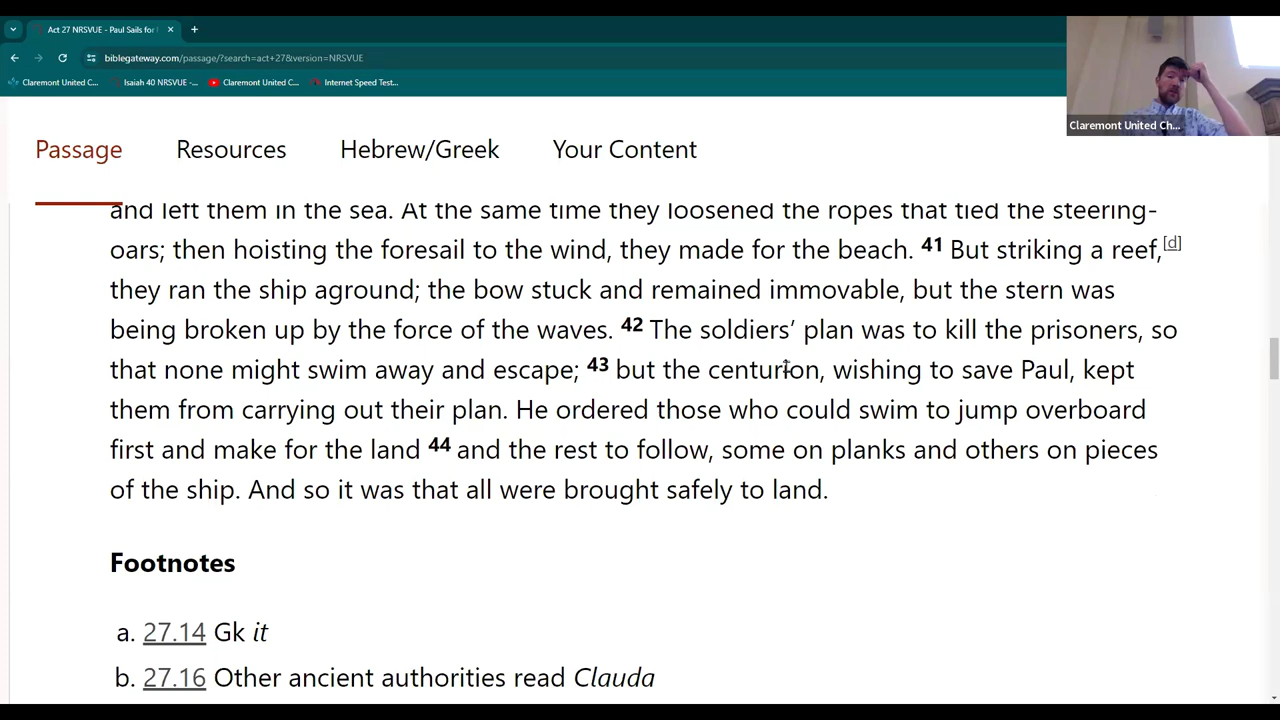 Act 27 NRSVUE - Paul Sails for
biblegateway.com/passage/?search=act+27&version=NRSVUE
Claremont United C... Isaiah 40 NRSVUE -... Claremont United C... Internet Speed Test...
Claremont United Ch...
Passage Resources Hebrew/Greek Your Content
and left them in the sea. At the same time they loosened the ropes that tied the steering-
oars; then hoisting the foresail to the wind, they made for the beach. 41 But striking a reef,[d]
they ran the ship aground; the bow stuck and remained immovable, but the stern was
being broken up by the force of the waves. 42 The soldiers’ plan was to kill the prisoners, so
that none might swim away and escape; 43 but the centurion, wishing to save Paul, kept
them from carrying out their plan. He ordered those who could swim to jump overboard
first and make for the land 44 and the rest to follow, some on planks and others on pieces
of the ship. And so it was that all were brought safely to land.
Footnotes
a. 27.14 Gk it
b. 27.16 Other ancient authorities read Clauda